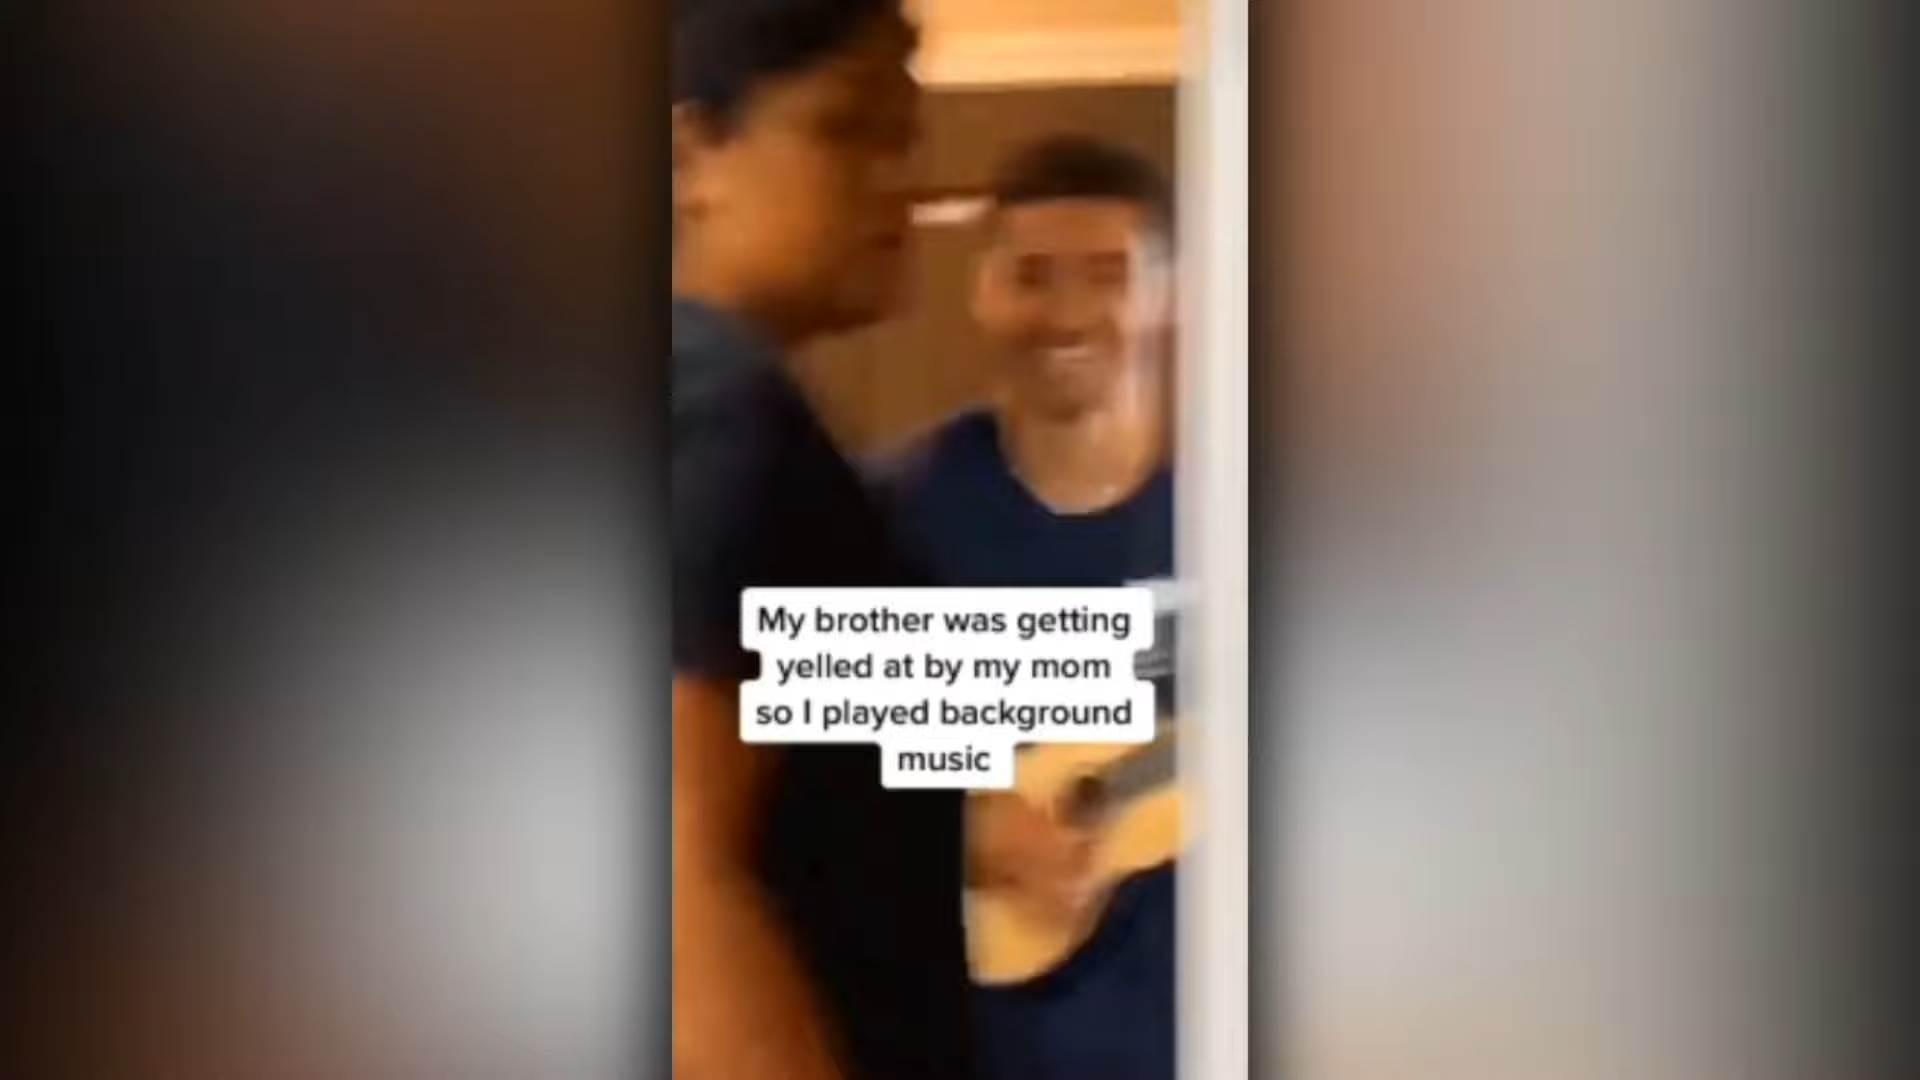 My brother was getting
yelled at by my mom
so I played background
music